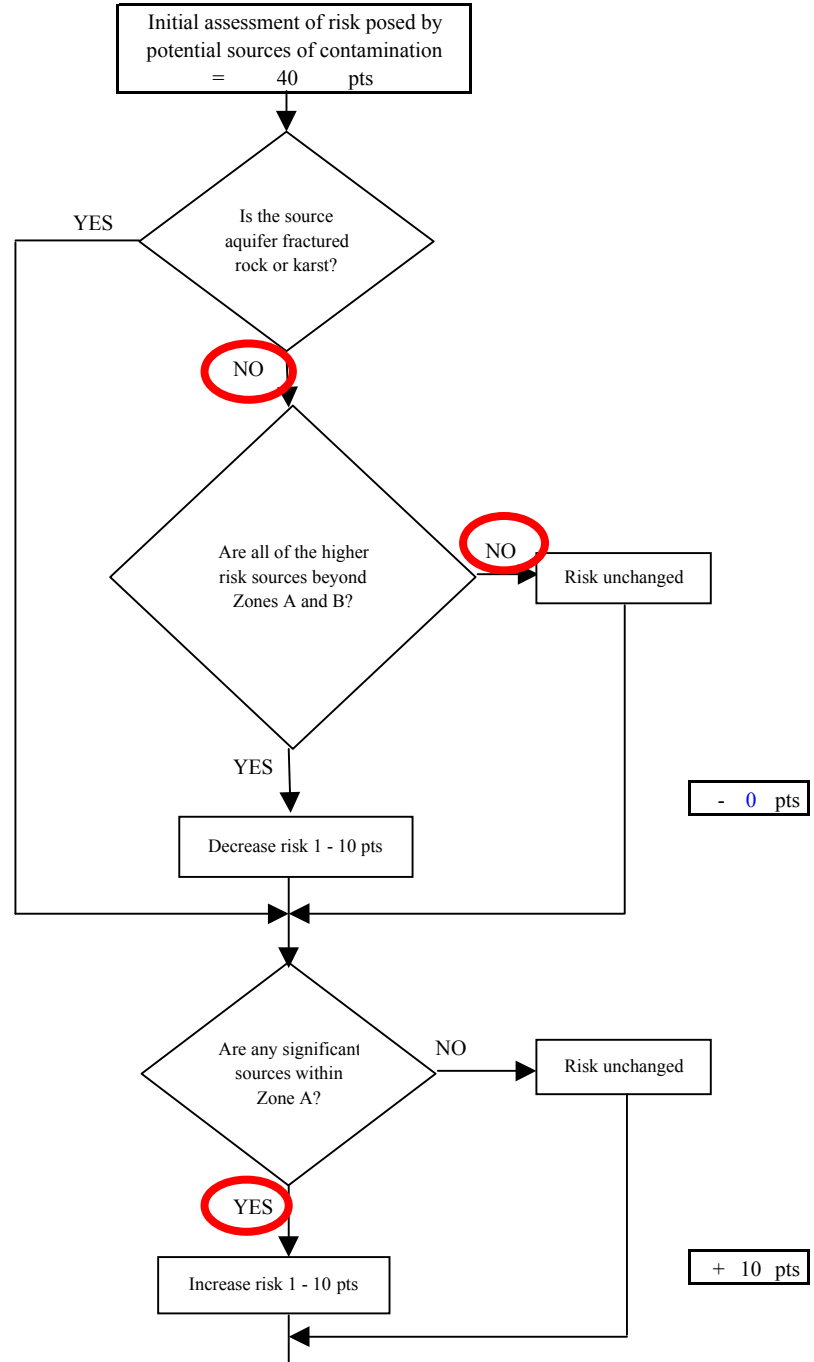 Initial assessment of risk posed by
potential sources of contamination
= 40 pts
YES
Is the source
aquifer fractured
rock or karst?
NO
Are all of the higher
risk sources beyond
Zones A and B?
NO
Risk unchanged
YES
- 0 pts
Decrease risk 1 - 10 pts
Are any significant
sources within
Zone A?
NO
Risk unchanged
YES
+ 10 pts
Increase risk 1 - 10 pts